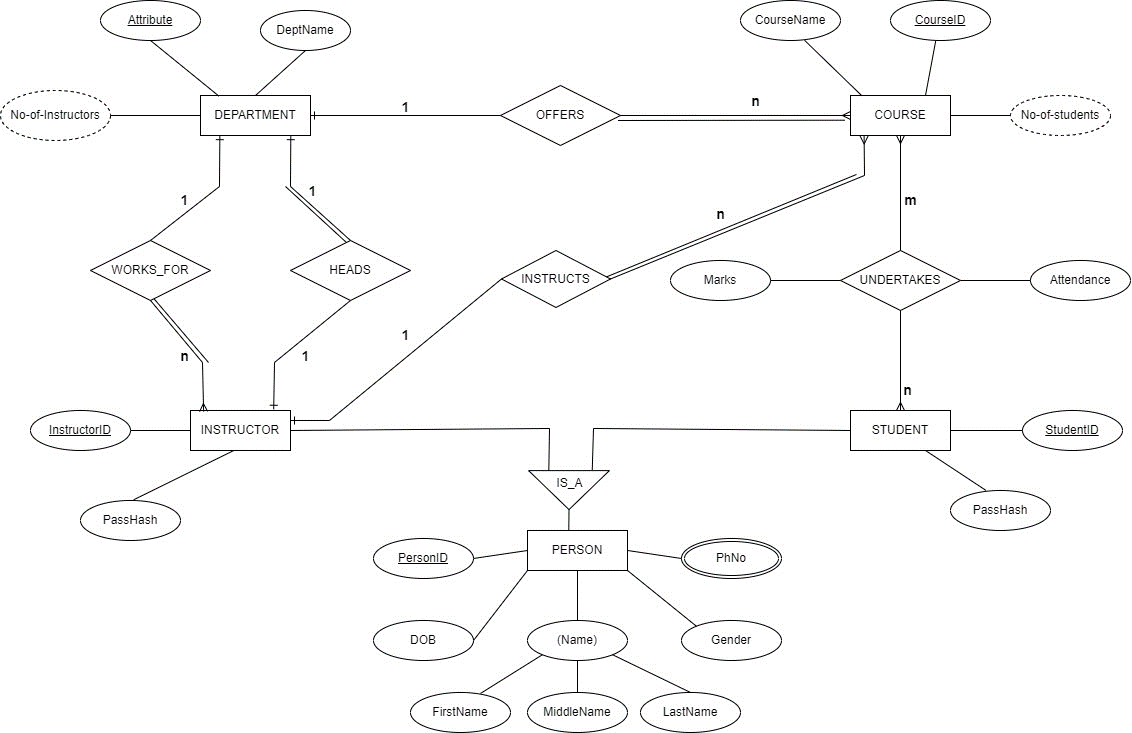 Attribute
DeptName
CourseName
CourseID
No-of-Instructors
DEPARTMENT
1
OFFERS
n
COURSE
No-of-students
1
1
n
m
WORKS_FOR
HEADS
INSTRUCTS
Marks
UNDERTAKES
Attendance
n
1
1
n
InstructorID
INSTRUCTOR
STUDENT
StudentID
IS_A
PassHash
PassHash
PERSON
PersonID
PhNo
DOB
(Name)
Gender
FirstName
MiddleName
LastName